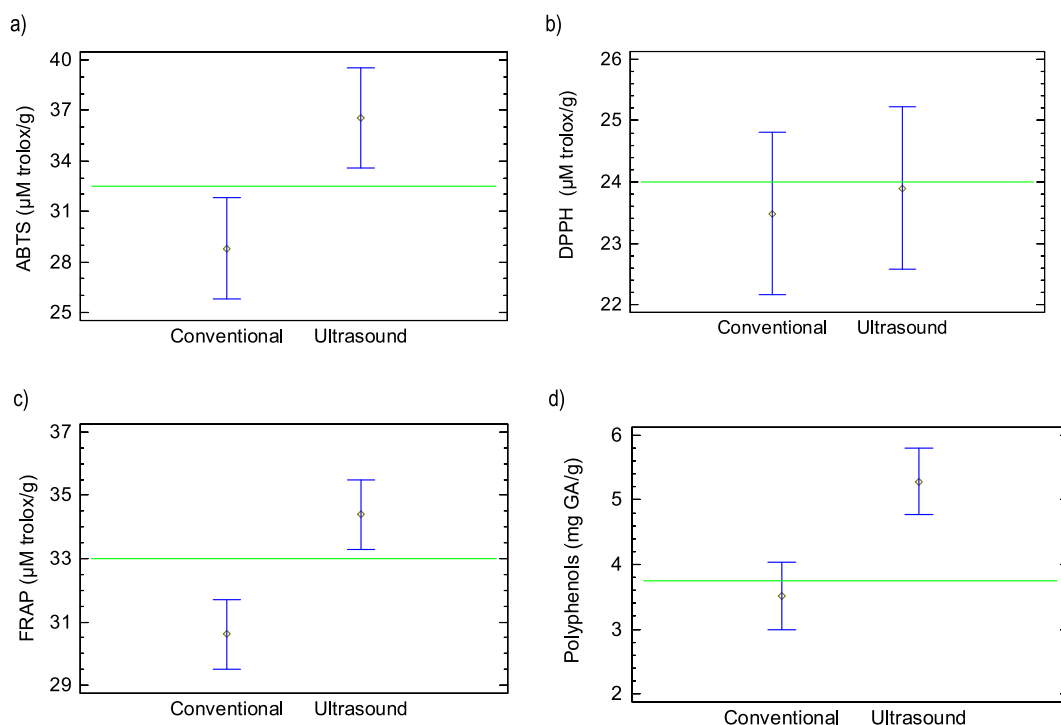 a)
ABTS (µM trolox/g)
40
37
34
31
28
25
Conventional Ultrasound
b)
DPPH (µM trolox/g)
26
25
24
23
22
Conventional Ultrasound
c)
FRAP (µM trolox/g)
37
35
33
31
29
Conventional Ultrasound
d)
Polyphenols (mg GA/g)
6
5
4
3
2
Conventional Ultrasound